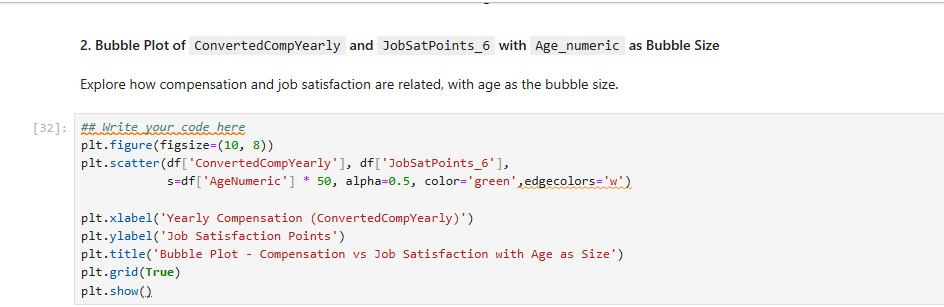 2. Bubble Plot of ConvertedCompYearly and JobSatPoints_6 with Age_numeric as Bubble Size
Explore how compensation and job satisfaction are related, with age as the bubble size.
[32]: ## Write your code here
plt.figure(figsize=(10, 8))
plt.scatter(df['ConvertedCompYearly'], df['JobSatPoints_6'],
s=df['AgeNumeric'] * 50, alpha=0.5, color='green',edgecolors='w')
plt.xlabel('Yearly Compensation (ConvertedCompYearly)')
plt.ylabel('Job Satisfaction Points')
plt.title('Bubble Plot - Compensation vs Job Satisfaction with Age as Size')
plt.grid(True)
plt.show()